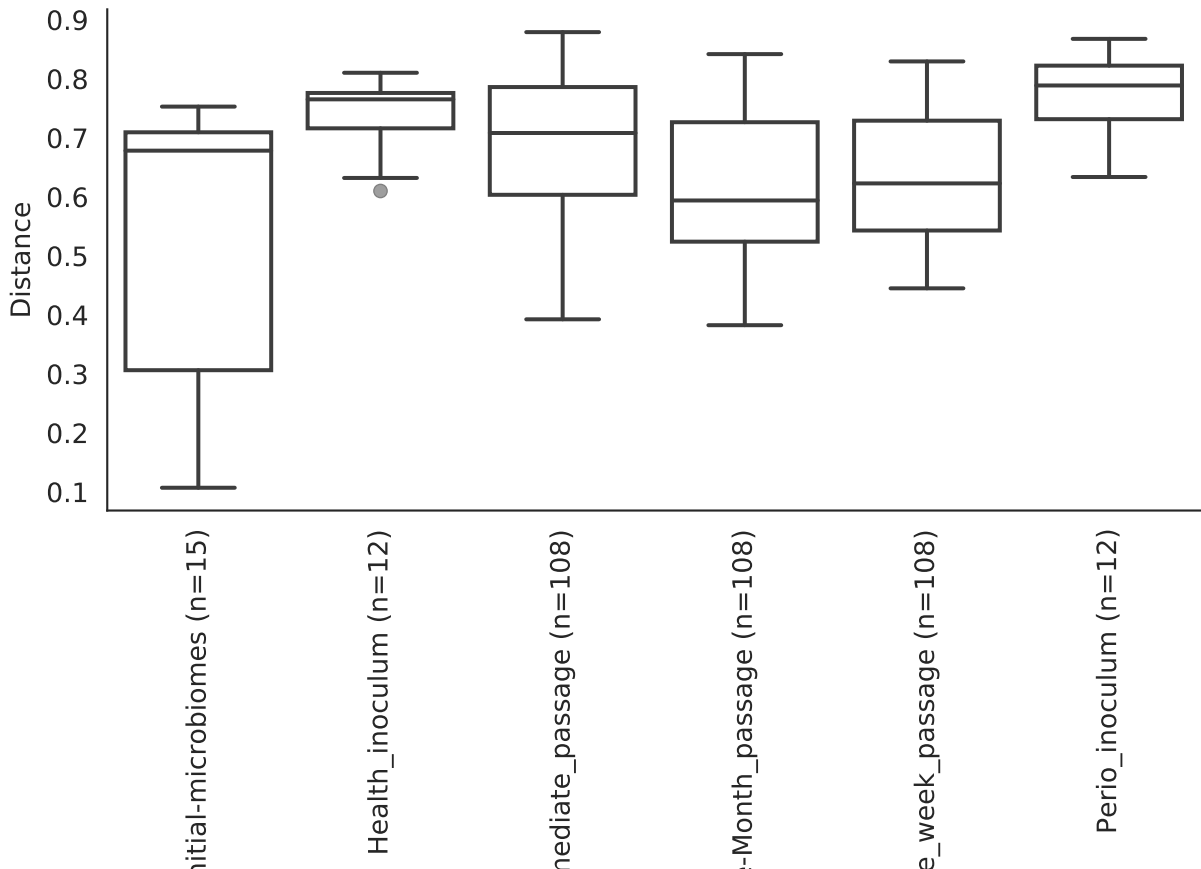 0.9
0.8
0.7
0.6
0.5
0.4
0.3
0.2
0.1
Distance
nitial-microbiomes (n=15)
Health_inoculum (n=12)
nediate_passage (n=108)
e-Month_passage (n=108)
e_week_passage (n=108)
Perio_inoculum (n=12)